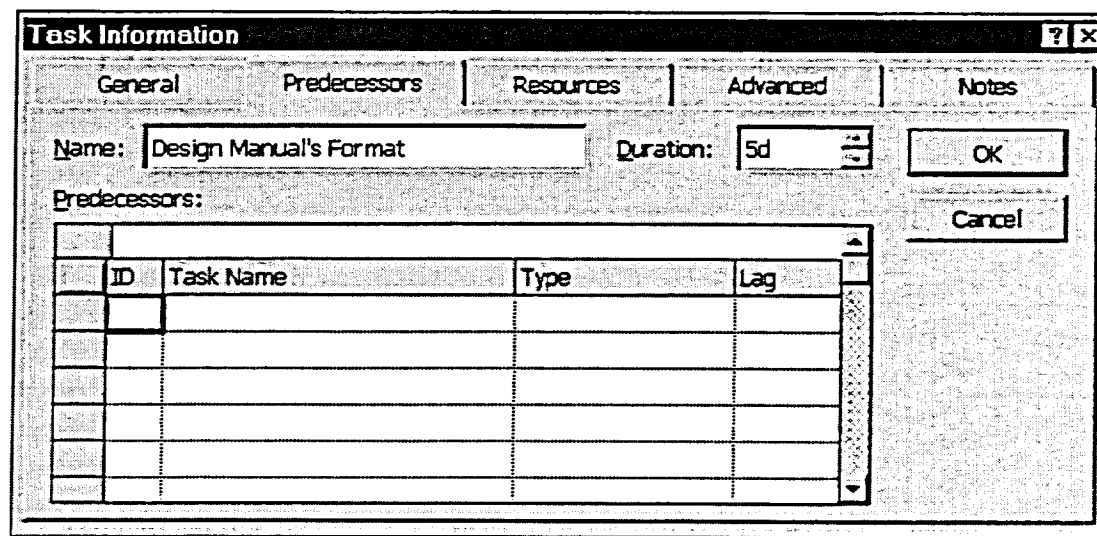 Task Information
General Predecessors Resources Advanced Notes
Name: Design Manual's Format Duration: 5d OK
Predecessors: Cancel
ID Task Name Type Lag